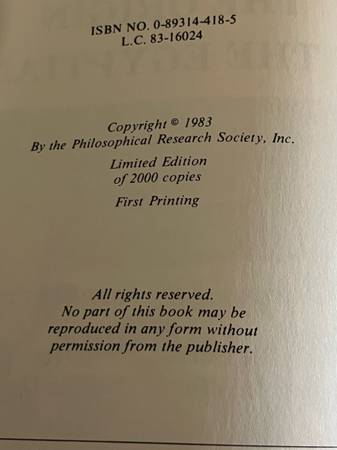 ISBN NO. 0-89314-418-5
L.C. 83-16024
Copyright © 1983
By the Philosophical Research Society, Inc.
Limited Edition
of 2000 copies
First Printing
All rights reserved.
No part of this book may be
reproduced in any form without
permission from the publisher.